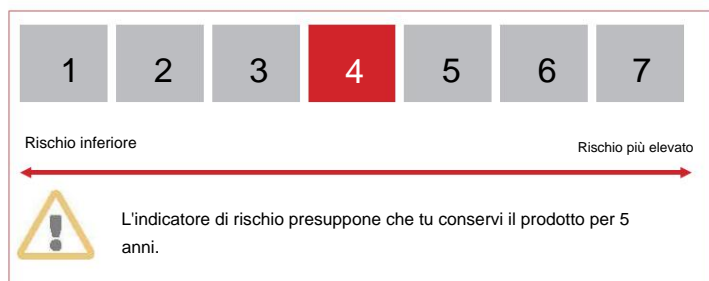 1 2 3 4 5 6 7
Rischio inferiore
Rischio più elevato
L'indicatore di rischio presuppone che tu conservi il prodotto per 5
anni.